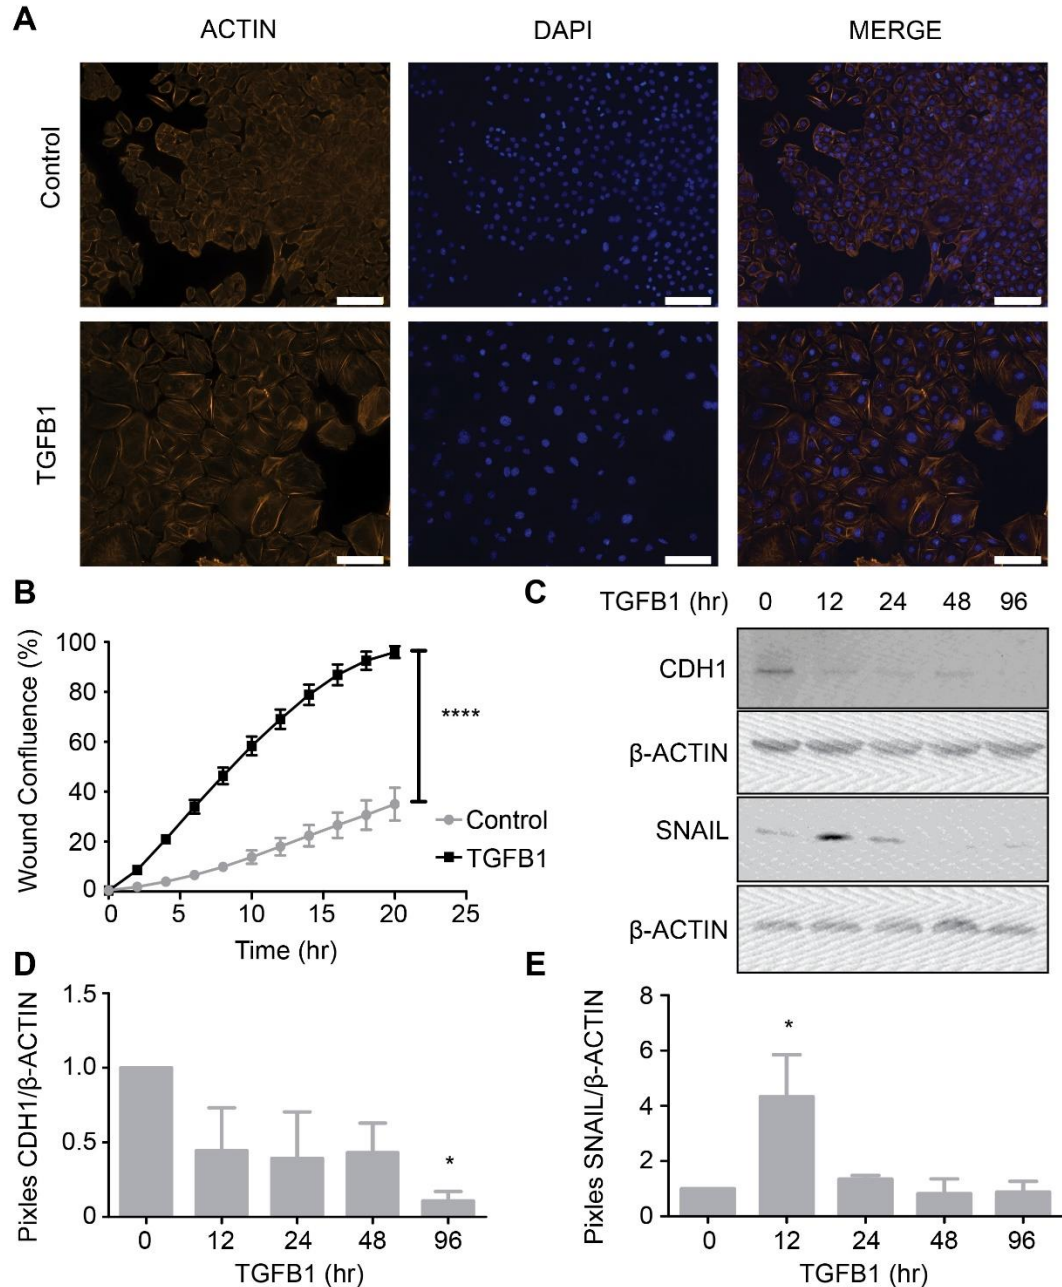 A
ACTIN DAPI MERGE
Control
TGFB1
B
Wound Confluence (%)
100
80
60
40
20
0
0 5 10 15 20 25
Time (hr)
****
Control
TGFB1
C
TGFB1 (hr) 0 12 24 48 96
CDH1
β-ACTIN
SNAIL
β-ACTIN
D
Pixles CDH1/β-ACTIN
1.5
1.0
0.5
0
*
0 12 24 48 96
TGFB1 (hr)
E
Pixles SNAIL/β-ACTIN
8
6
4
2
0
*
0 12 24 48 96
TGFB1 (hr)